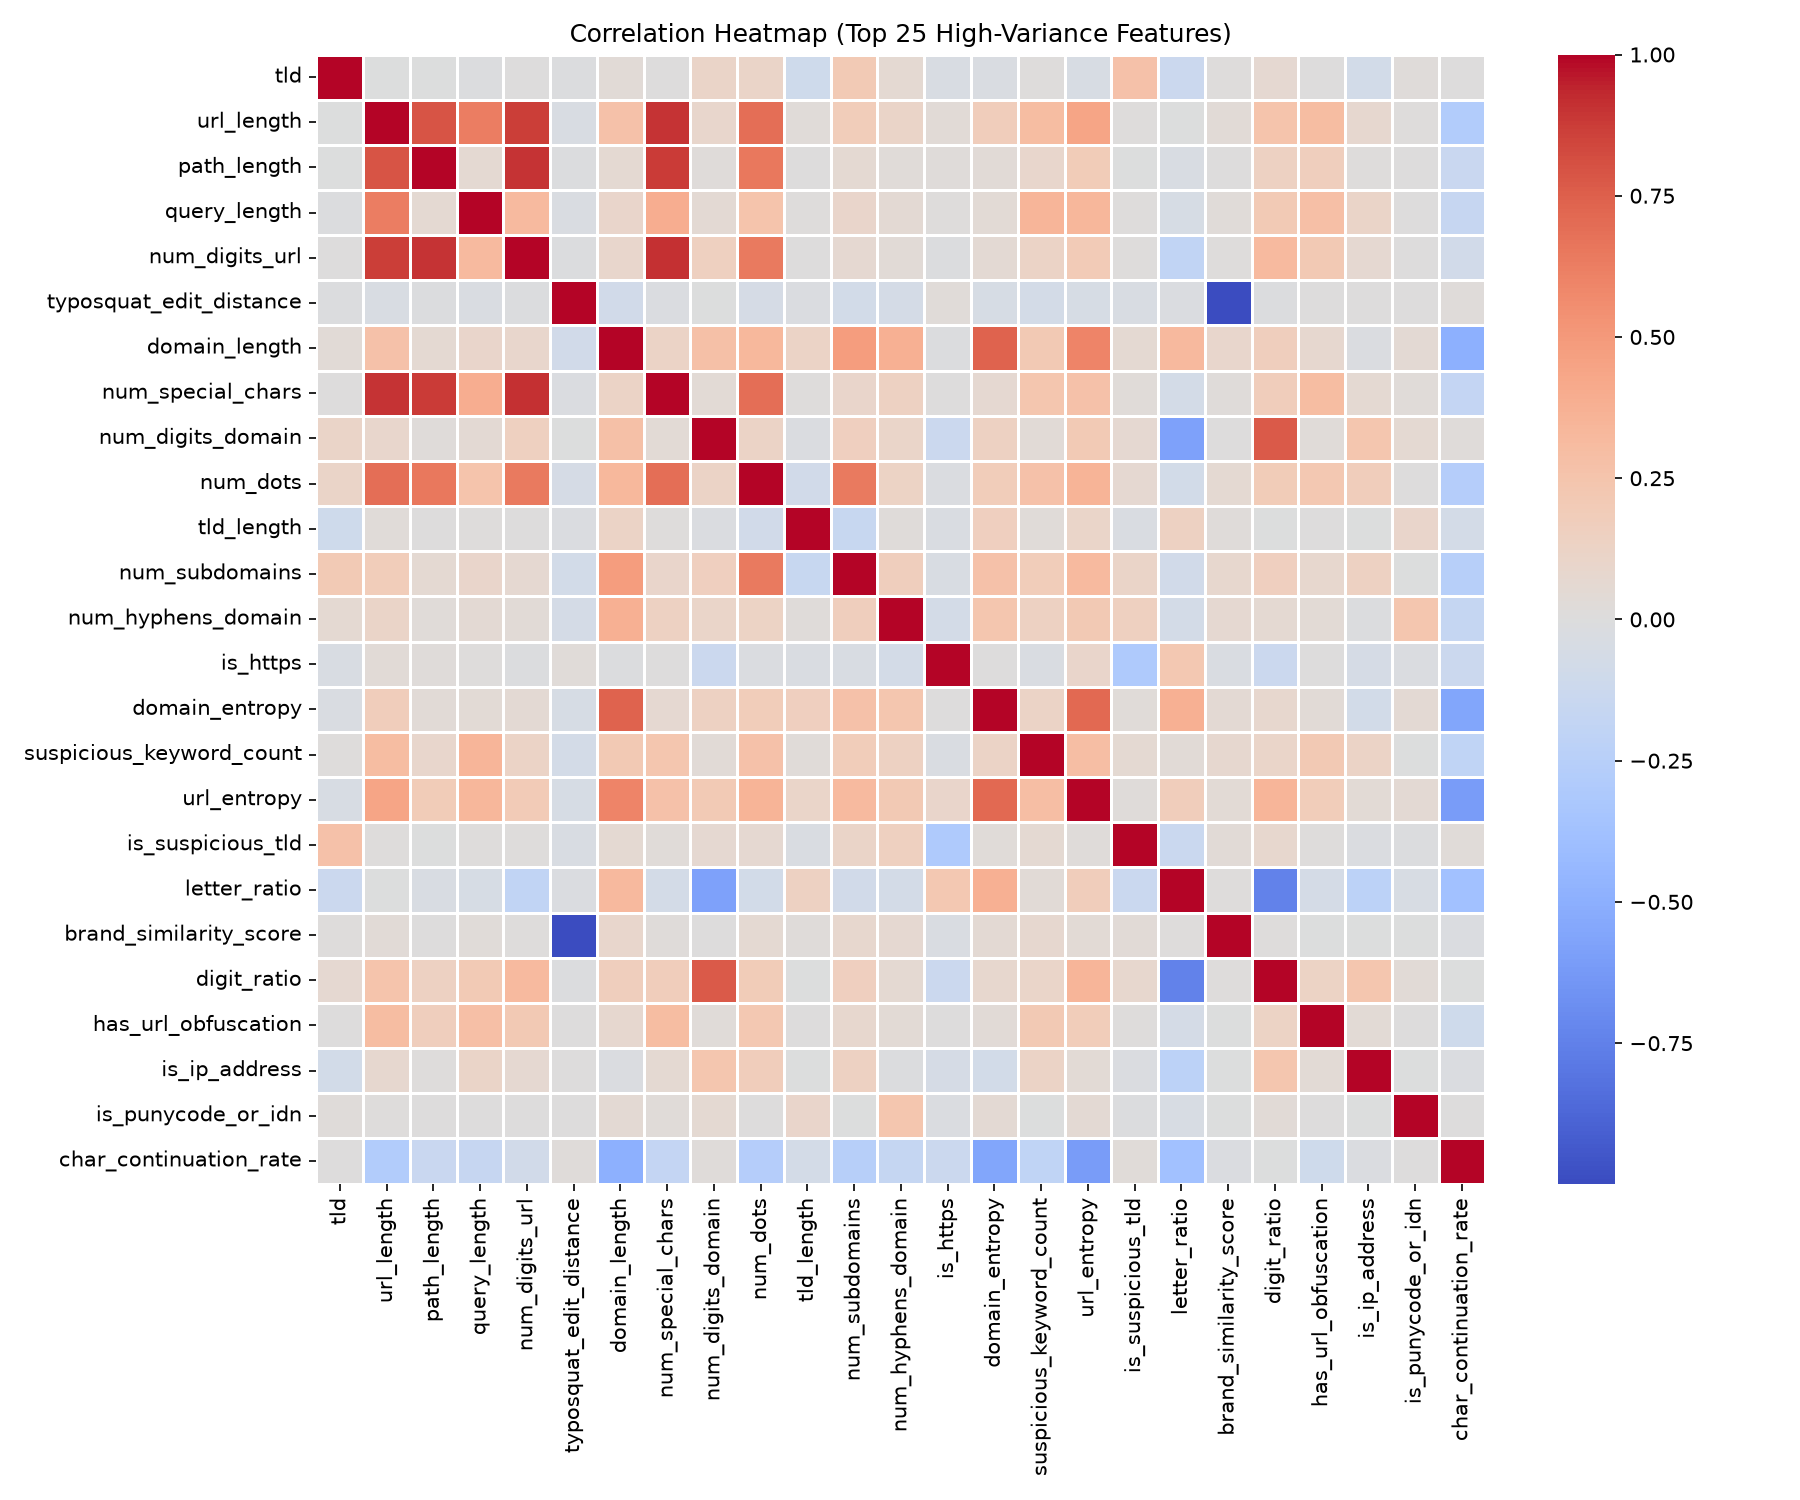 Correlation Heatmap (Top 25 High-Variance Features)
tld
url_length
path_length
query_length
num_digits_url
typosquat_edit_distance
domain_length
num_special_chars
num_digits_domain
num_dots
tld_length
num_subdomains
num_hyphens_domain
is_https
domain_entropy
suspicious_keyword_count
url_entropy
is_suspicious_tld
letter_ratio
brand_similarity_score
digit_ratio
has_url_obfuscation
is_ip_address
is_punycode_or_idn
char_continuation_rate
tld
url_length
path_length
query_length
num_digits_url
typosquat_edit_distance
domain_length
num_special_chars
num_digits_domain
num_dots
tld_length
num_subdomains
num_hyphens_domain
is_https
domain_entropy
suspicious_keyword_count
url_entropy
is_suspicious_tld
letter_ratio
brand_similarity_score
digit_ratio
has_url_obfuscation
is_ip_address
is_punycode_or_idn
char_continuation_rate
1.00
0.75
0.50
0.25
0.00
−0.25
−0.50
−0.75